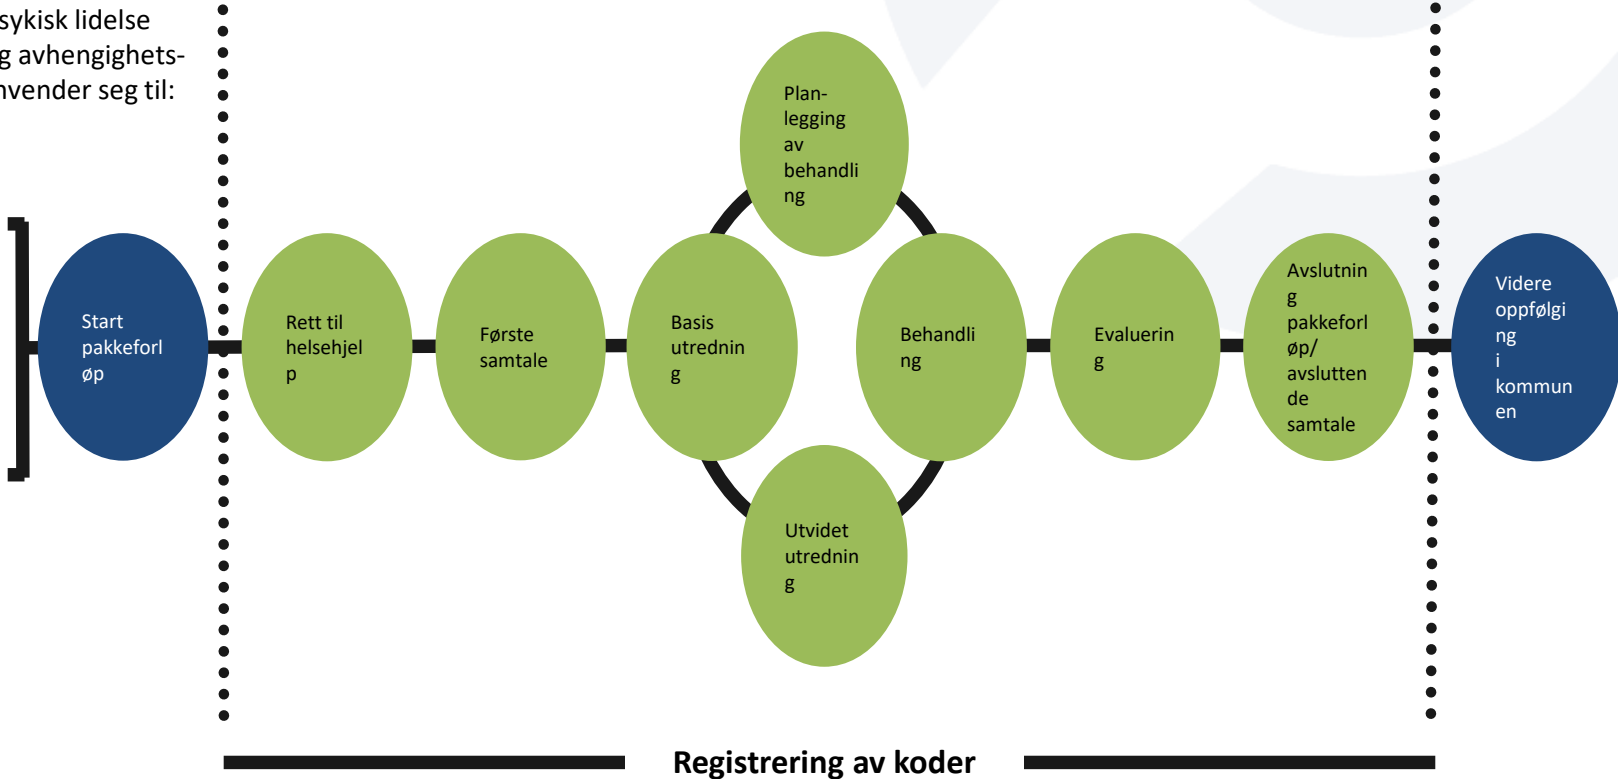 sykisk lidelse
g avhengighets-
nvender seg til:
Start
pakkeforl
øp
Rett til
helsehjel
p
Første
samtale
Basis
utrednin
g
Plan-
legging
av
behandli
ng
Utvidet
utrednin
g
Behandli
ng
Evaluerin
g
Avslutnin
g
pakkeforl
øp/
avslutten
de
samtale
Videre
oppfølgi
ng
i
kommun
en
Registrering av koder